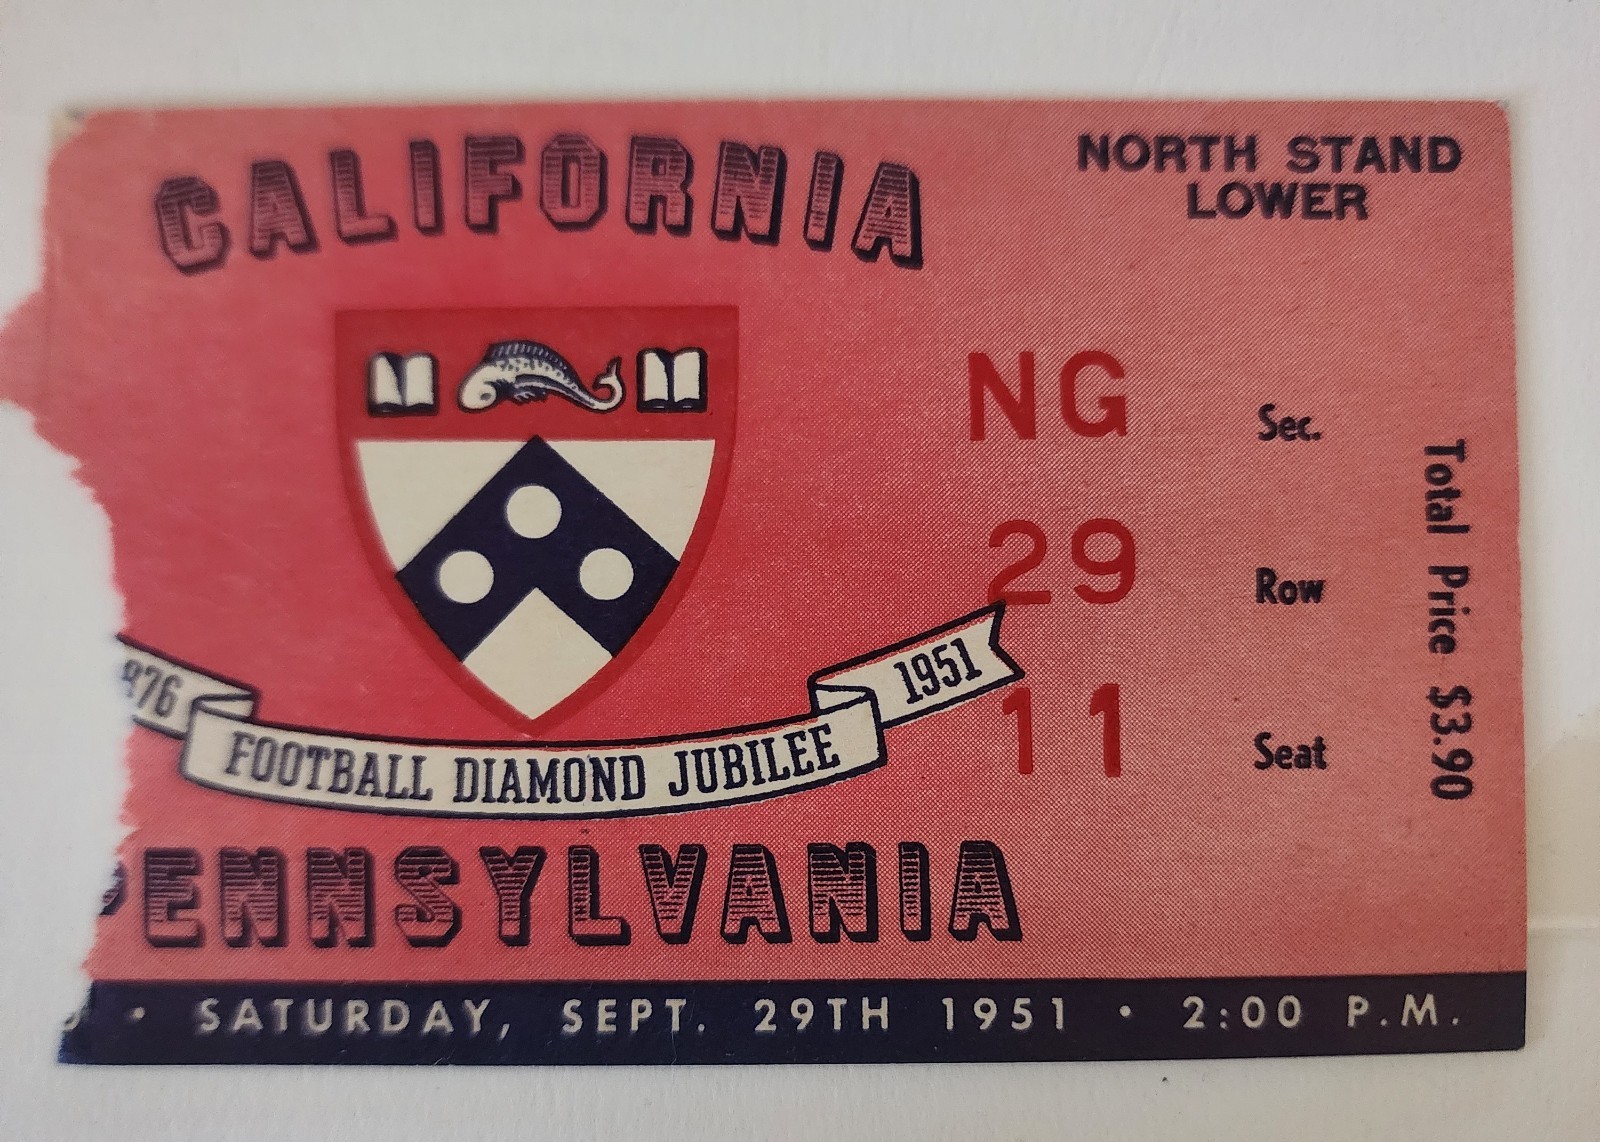 CALIFORNIA
NORTH STAND
LOWER
NG Sec.
29 Row
11 Seat
Total Price $3.90
1951
FOOTBALL DIAMOND JUBILEE
PENNSYLVANIA
• SATURDAY, SEPT. 29TH 1951 • 2:00 P.M.